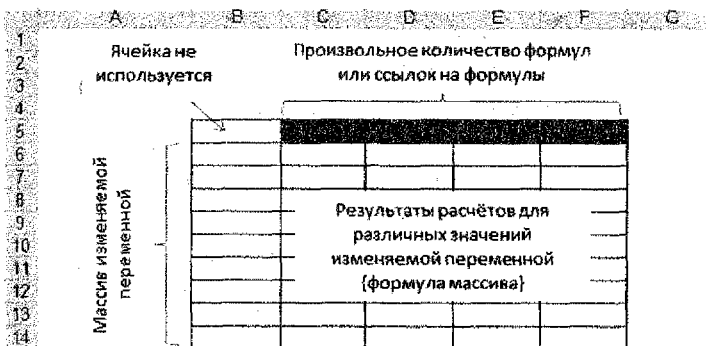 A B C D E F G
1
2
3
4
5
6
7
8
9
10
11
12
13
14
Ячейка не
используется
Произвольное количество формул
или ссылок на формулы
Массив изменяемой
переменной
Результаты расчётов для
различных значений
изменяемой переменной
{формула массива}